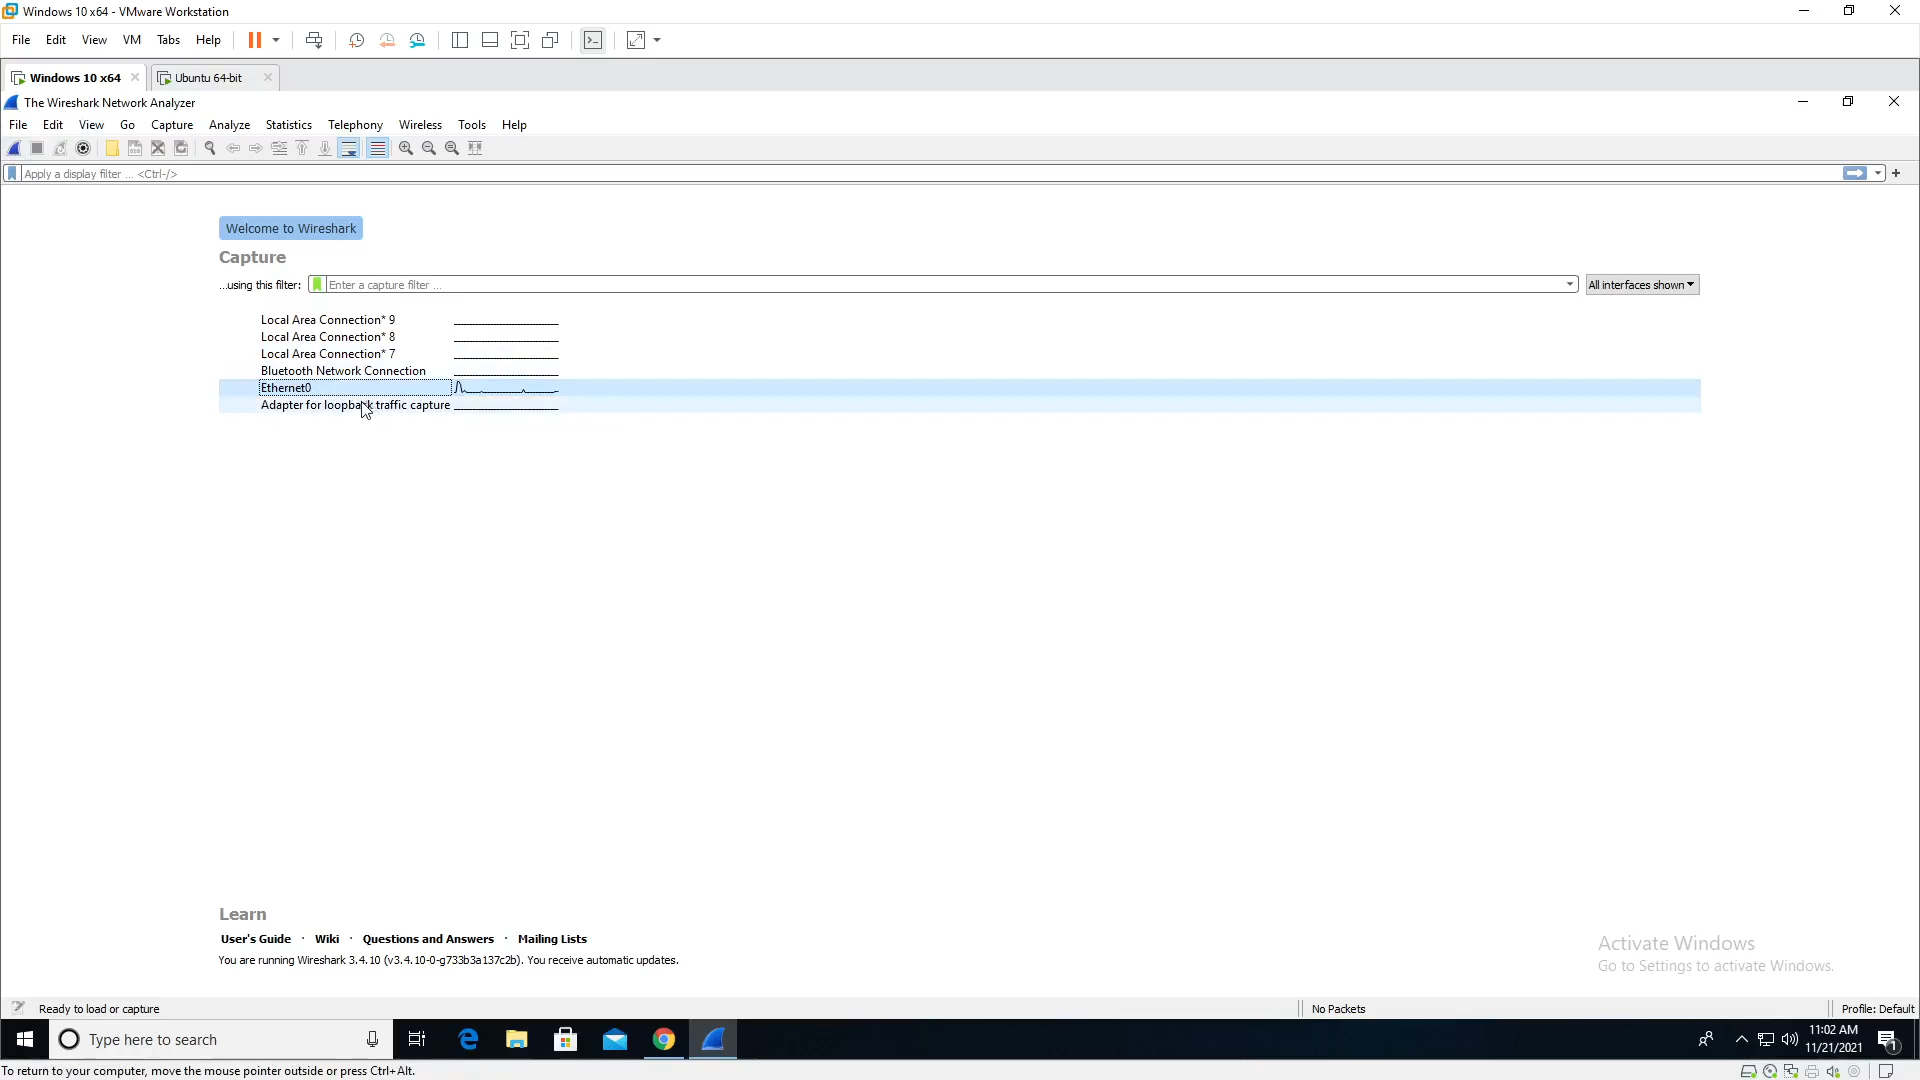 Windows 10 x64 - VMware Workstation
File Edit View VM Tabs Help
Windows 10 x64 Ubuntu 64-bit
The Wireshark Network Analyzer
File Edit View Go Capture Analyze Statistics Telephony Wireless Tools Help
Apply a display filter ... <Ctrl-/>
Welcome to Wireshark
Capture
...using this filter: Enter a capture filter ... All interfaces shown
Local Area Connection* 9
Local Area Connection* 8
Local Area Connection* 7
Bluetooth Network Connection
Ethernet0
Adapter for loopback traffic capture
Learn
User's Guide · Wiki · Questions and Answers · Mailing Lists
You are running Wireshark 3.4.10 (v3.4.10-0-g733b3a137c2b). You receive automatic updates.
Activate Windows
Go to Settings to activate Windows.
Ready to load or capture No Packets Profile: Default
Type here to search
11:02 AM
11/21/2021
1
To return to your computer, move the mouse pointer outside or press Ctrl+Alt.